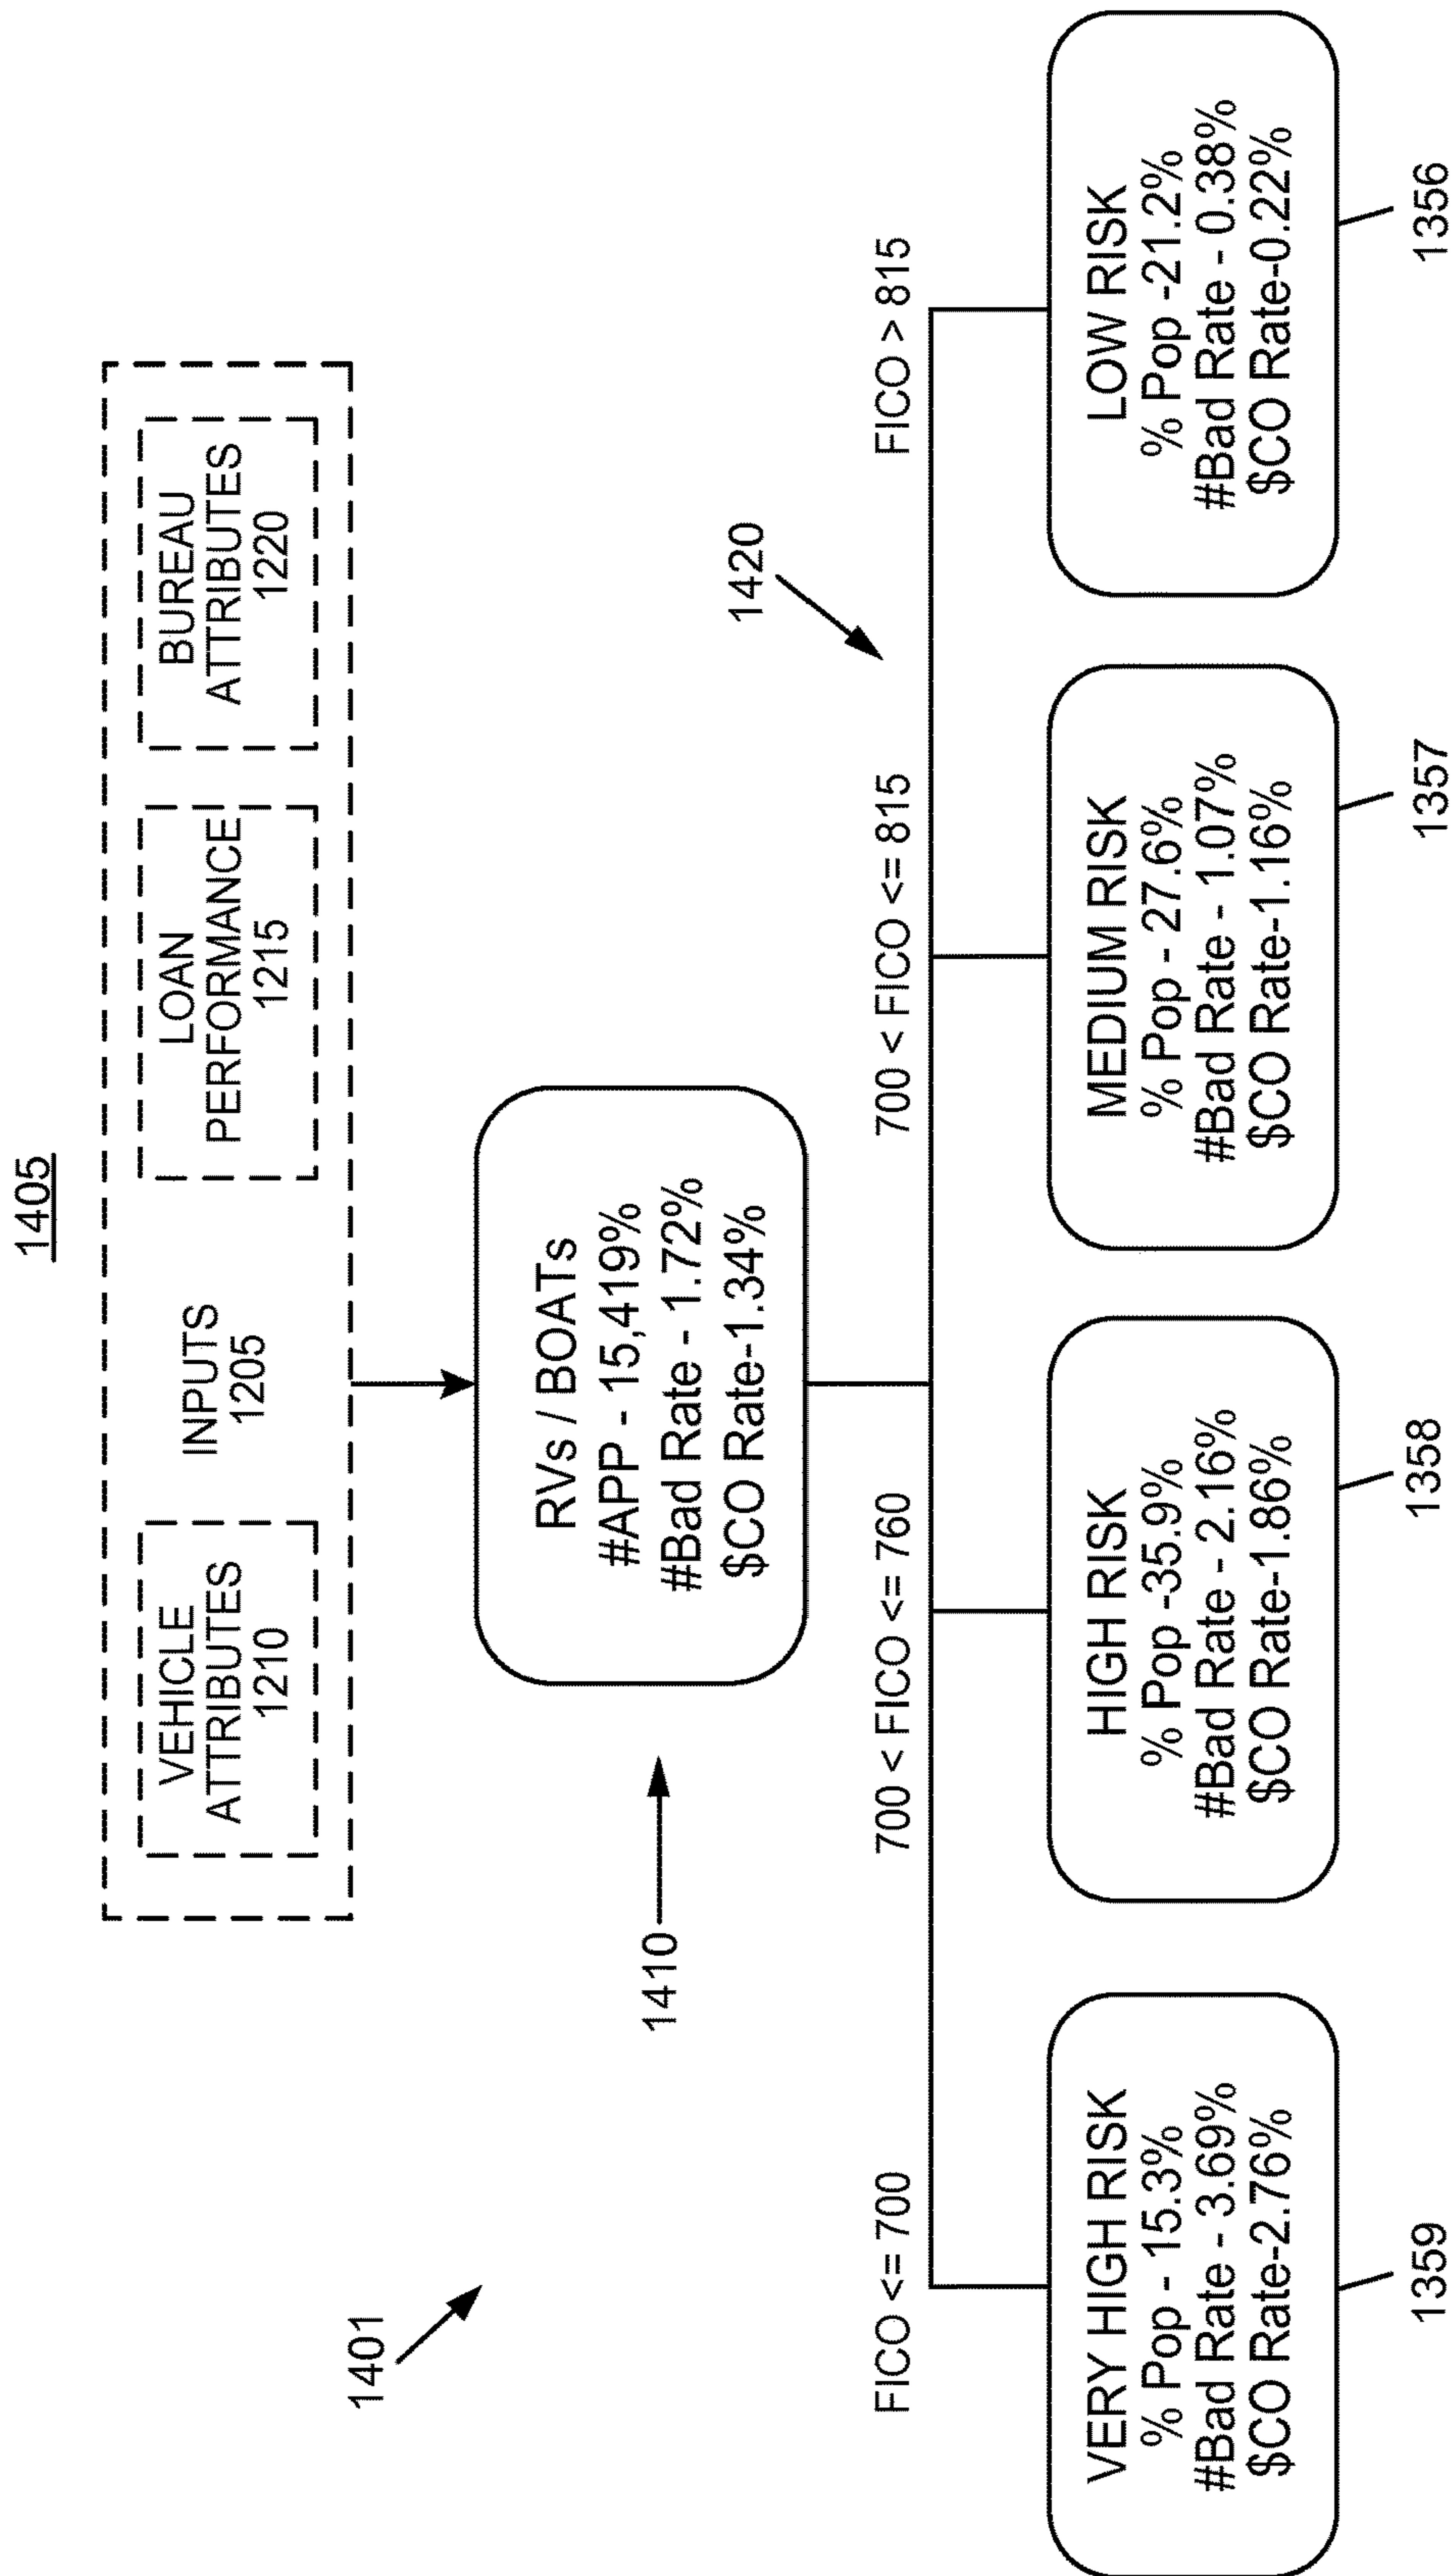 1405
VEHICLE
ATTRIBUTES
1210
INPUTS
1205
LOAN
PERFORMANCE
1215
BUREAU
ATTRIBUTES
1220
1401
1410
RVs / BOATs
#APP - 15,419%
#Bad Rate - 1.72%
$CO Rate-1.34%
1420
FICO <= 700
700 < FICO <= 760
700 < FICO <= 815
FICO > 815
VERY HIGH RISK
% Pop - 15.3%
#Bad Rate - 3.69%
$CO Rate-2.76%
1359
HIGH RISK
% Pop -35.9%
#Bad Rate - 2.16%
$CO Rate-1.86%
1358
MEDIUM RISK
% Pop - 27.6%
#Bad Rate - 1.07%
$CO Rate-1.16%
1357
LOW RISK
% Pop -21.2%
#Bad Rate - 0.38%
$CO Rate-0.22%
1356